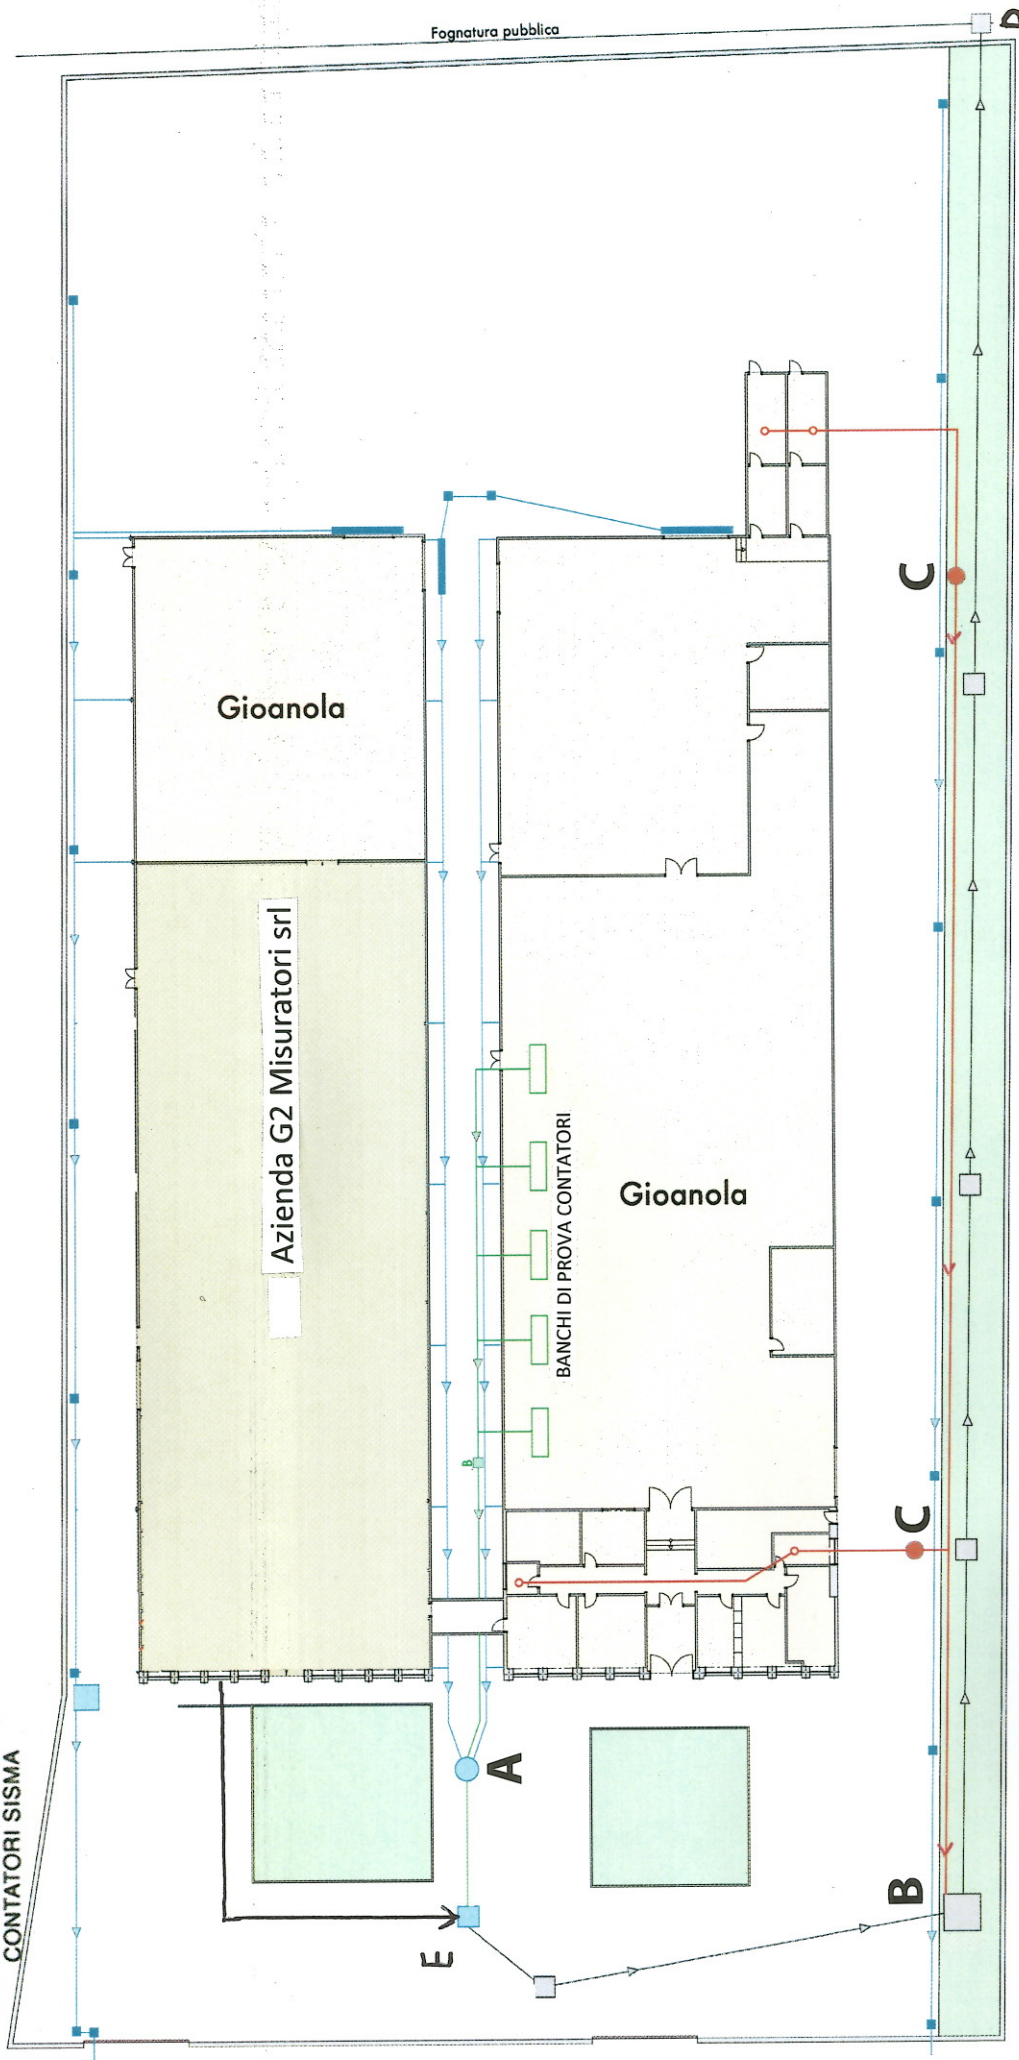 Fognatura pubblica
D
C
Gioanola
Azienda G2 Misuratori srl
BANCHI DI PROVA CONTATORI
Gioanola
B
C
CONTATORI SISMA
A
B
E